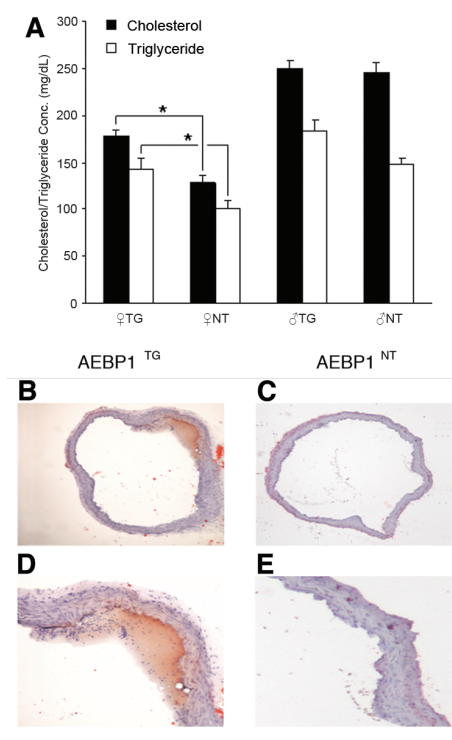 A
Cholesterol
Triglyceride
Cholesterol/Triglyceride Conc. (mg/dL)
300
250
200
150
100
50
0
*
*
♀TG ♀NT ♂TG ♂NT
AEBP1 TG AEBP1 NT
B C
D E